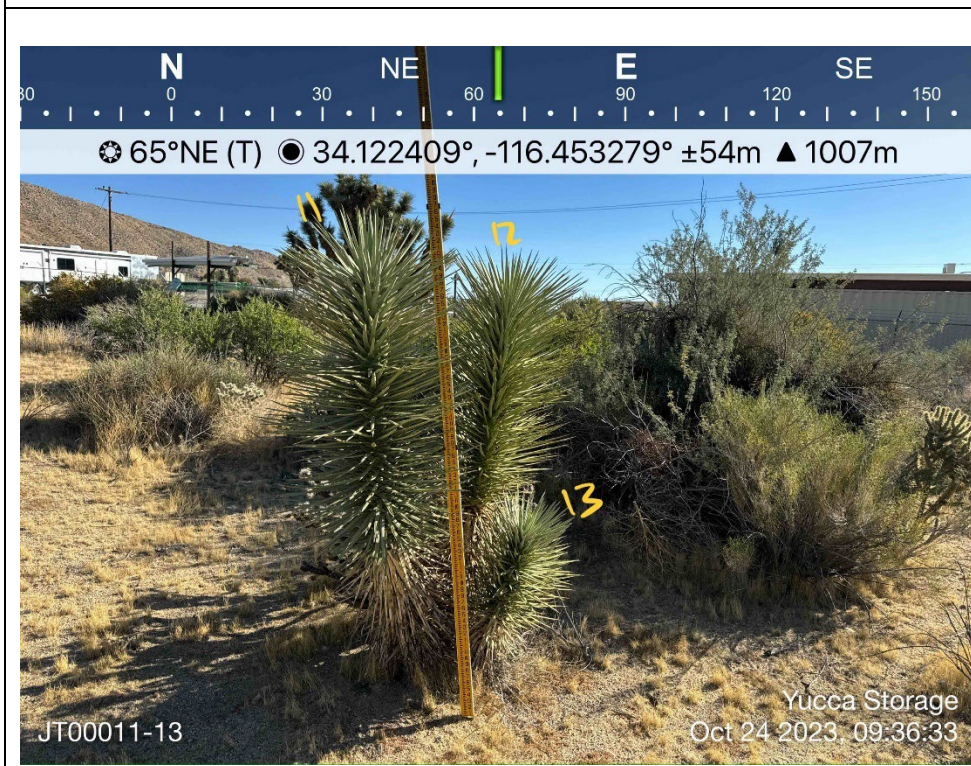 N NE E SE
30 0 30 60 90 120 150
65°NE (T) 34.122409°, -116.453279° ±54m ▲ 1007m
11
12
13
Yucca Storage
JT00011-13
Oct 24 2023, 09:36:33